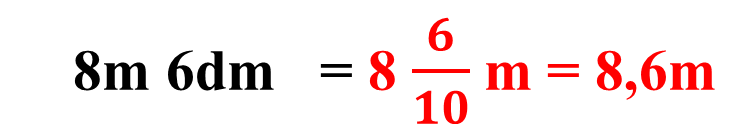 8m 6dm = 8 6/10 m = 8,6m